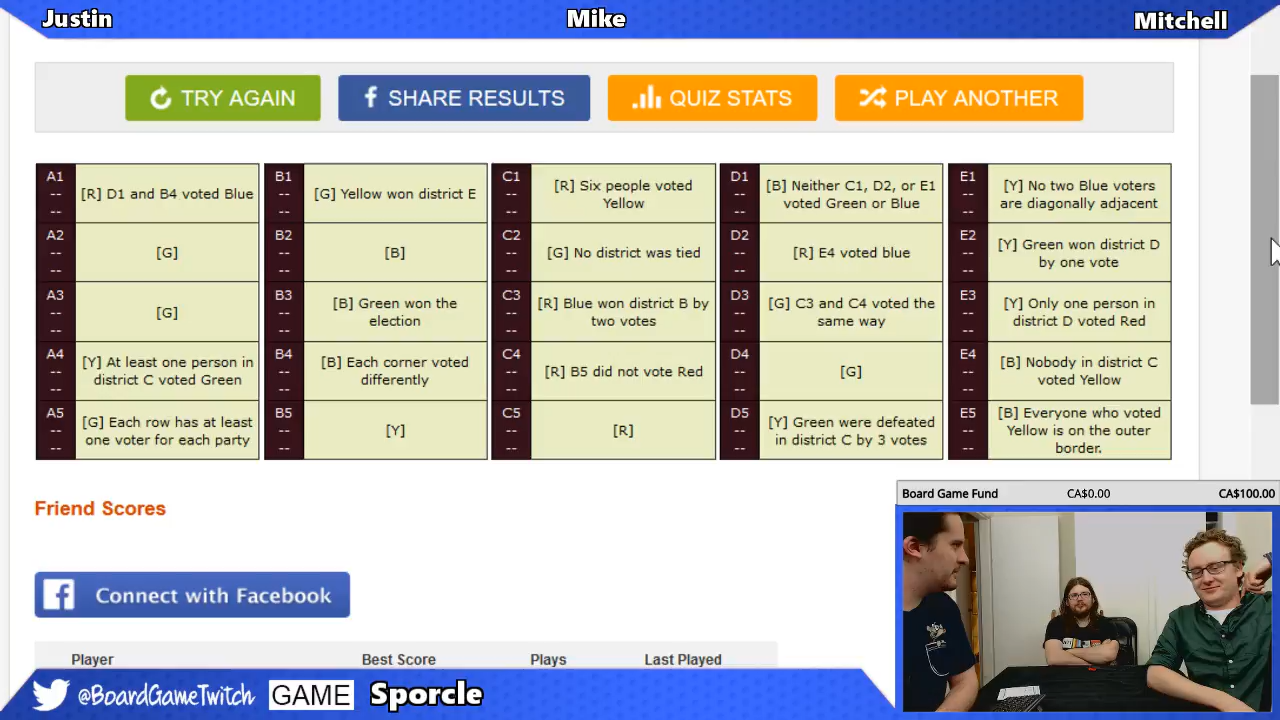 Justin
Mike
Mitchell
TRY AGAIN
SHARE RESULTS
QUIZ STATS
PLAY ANOTHER
A1
--
--
[R] D1 and B4 voted Blue
B1
--
--
[G] Yellow won district E
C1
--
--
[R] Six people voted
Yellow
D1
--
--
[B] Neither C1, D2, or E1
voted Green or Blue
E1
--
--
[Y] No two Blue voters
are diagonally adjacent
A2
--
--
[G]
B2
--
--
[B]
C2
--
--
[G] No district was tied
D2
--
--
[R] E4 voted blue
E2
--
--
[Y] Green won district D
by one vote
A3
--
--
[G]
B3
--
--
[B] Green won the
election
C3
--
--
[R] Blue won district B by
two votes
D3
--
--
[G] C3 and C4 voted the
same way
E3
--
--
[Y] Only one person in
district D voted Red
A4
--
--
[Y] At least one person in
district C voted Green
B4
--
--
[B] Each corner voted
differently
C4
--
--
[R] B5 did not vote Red
D4
--
--
[G]
E4
--
--
[B] Nobody in district C
voted Yellow
A5
--
--
[G] Each row has at least
one voter for each party
B5
--
--
[Y]
C5
--
--
[R]
D5
--
--
[Y] Green were defeated
in district C by 3 votes
E5
--
--
[B] Everyone who voted
Yellow is on the outer
border.
Friend Scores
Connect with Facebook
Player
Best Score
Plays
Last Played
Board Game Fund
CA$0.00
CA$100.00
@BoardGameTwitch
GAME
Sporcle